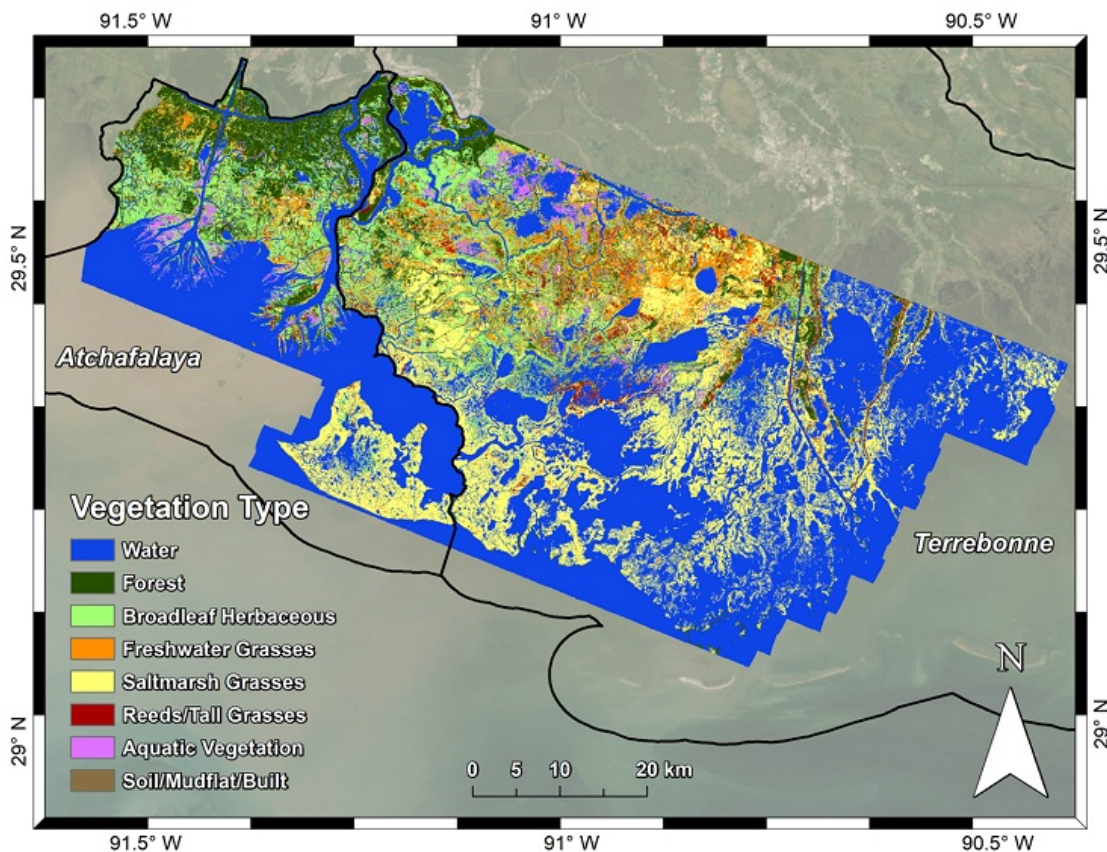 91.5° W
91° W
90.5° W
29.5° N
29.5° N
Atchafalaya
Vegetation Type
Water
Forest
Broadleaf Herbaceous
Freshwater Grasses
Saltmarsh Grasses
Reeds/Tall Grasses
Aquatic Vegetation
Soil/Mudflat/Built
Terrebonne
N
0 5 10 20 km
29° N
29° N
91.5° W
91° W
90.5° W